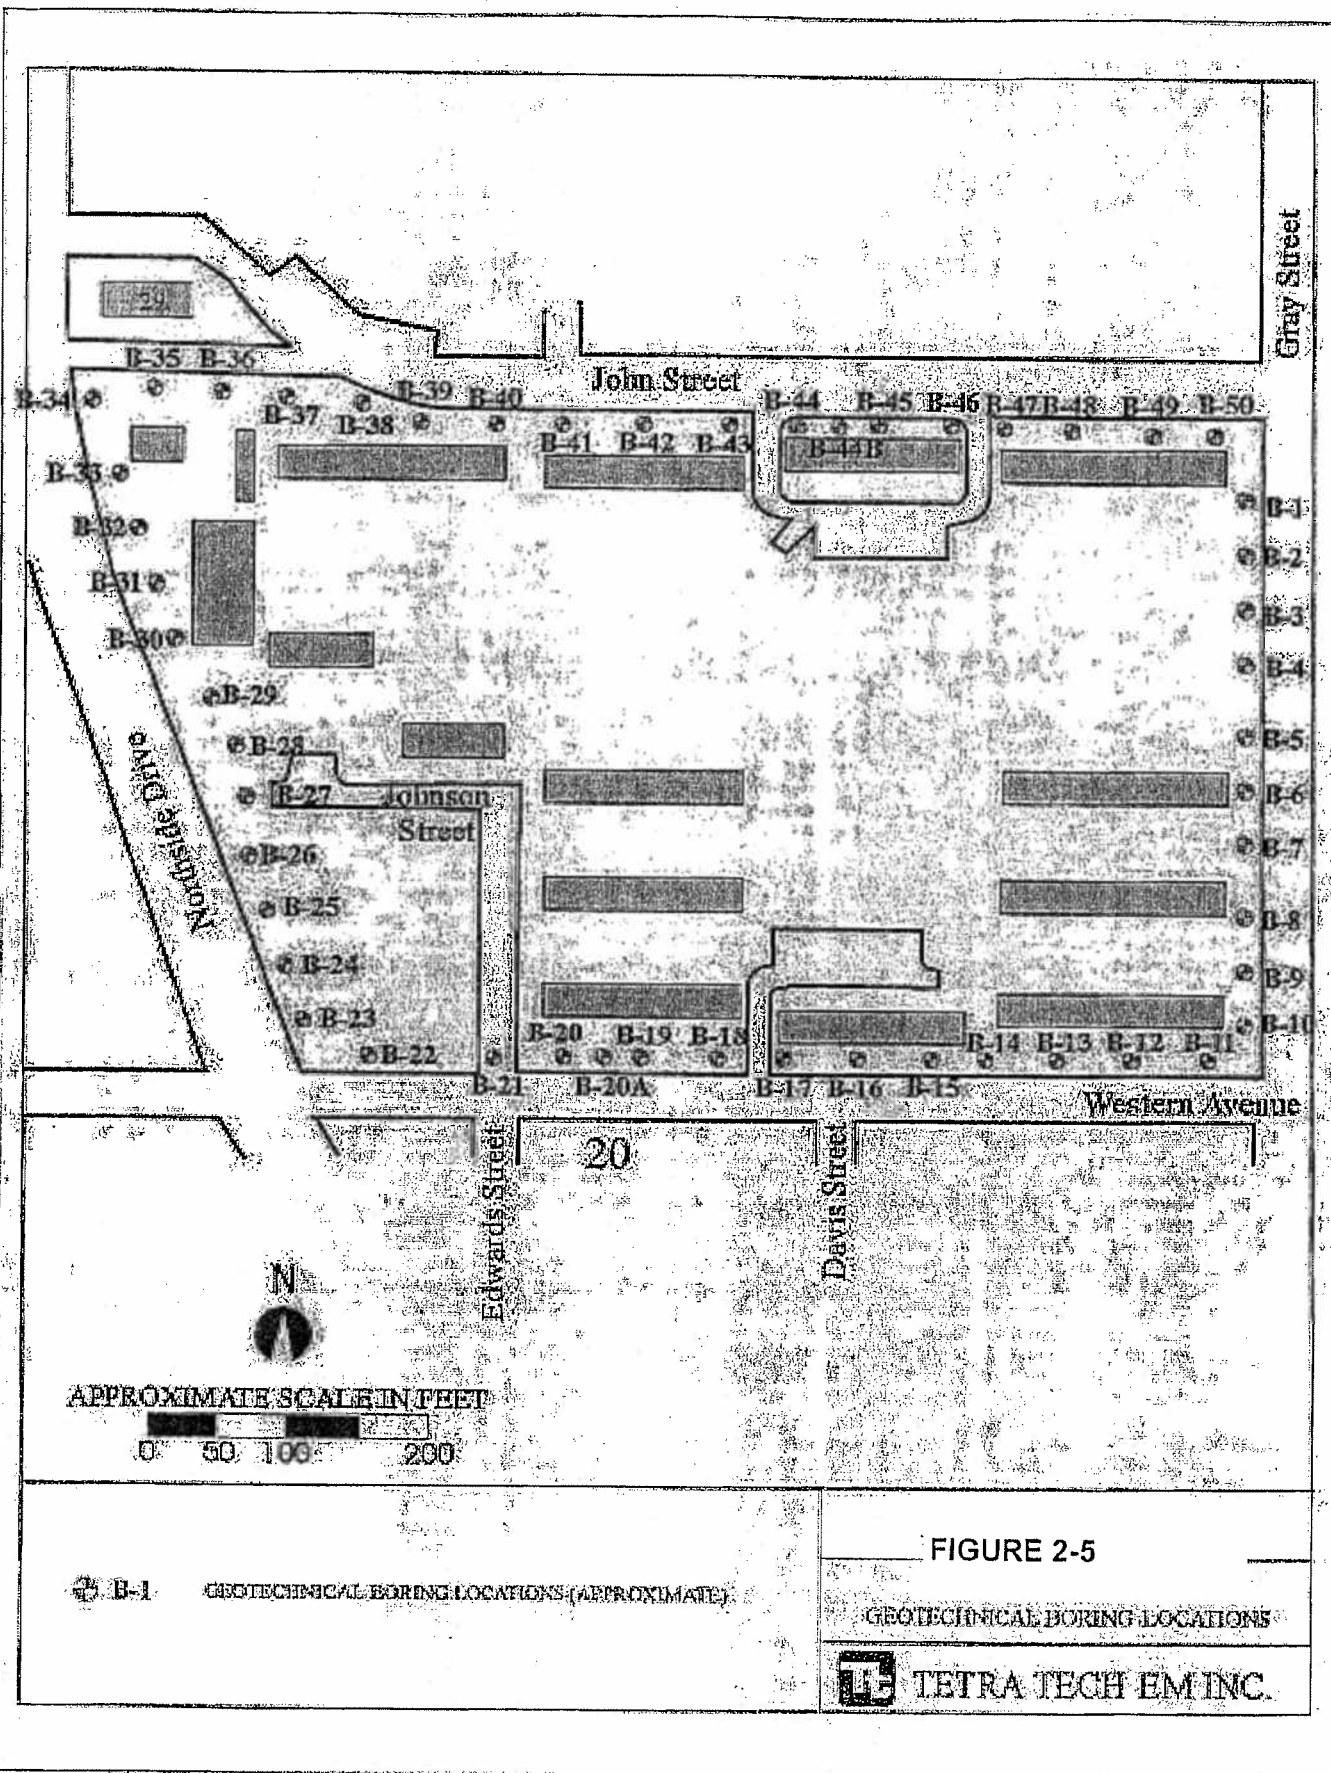 Gray Street
29
B-35 B-36
John Street
B-34
B-37
B-38
B-39
B-40
B-41
B-42
B-43
B-44
B-44B
B-45
B-46
B-47
B-48
B-49
B-50
B-33
B-32
B-31
B-30
B-29
B-28
B-27
Johnson
Street
B-26
B-25
B-24
B-23
B-22
Northside Drive
B-1
B-2
B-3
B-4
B-5
B-6
B-7
B-8
B-9
B-10
B-20
B-19
B-18
B-14
B-13
B-12
B-11
B-21
B-20A
B-17
B-16
B-15
Western Avenue
20
Edwards Street
Davis Street
N
APPROXIMATE SCALE IN FEET
0 50 100 200
B-1 GEOTECHNICAL BORING LOCATIONS (APPROXIMATE)
FIGURE 2-5
GEOTECHNICAL BORING LOCATIONS
TETRA TECH EM INC.